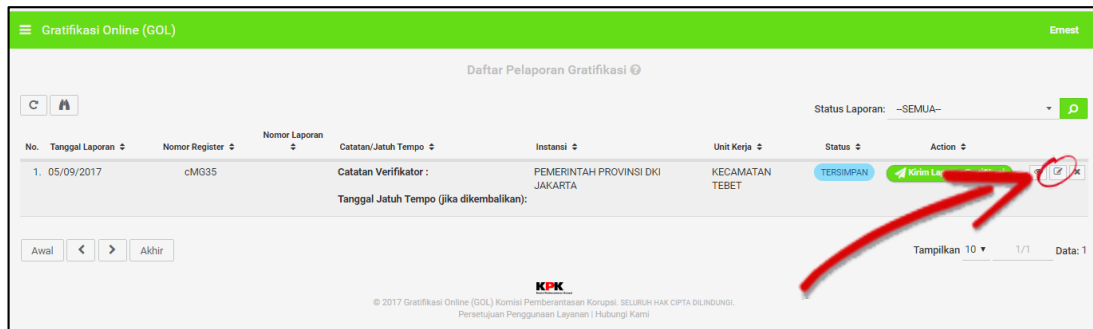 Gratifikasi Online (GOL)
Ernest
Daftar Pelaporan Gratifikasi
Status Laporan: --SEMUA--
No. Tanggal Laporan Nomor Register Nomor Laporan Catatan/Jatuh Tempo Instansi Unit Kerja Status Action
1. 05/09/2017 cMG35 Catatan Verifikator : PEMERINTAH PROVINSI DKI JAKARTA KECAMATAN TEBET TERSIMPAN Kirim
Tanggal Jatuh Tempo (jika dikembalikan):
Awal < > Akhir
Tampilkan 10 1/1 Data: 1
KPK
© 2017 Gratifikasi Online (GOL) Komisi Pemberantasan Korupsi. SELURUH HAK CIPTA DILINDUNGI.
Persetujuan Penggunaan Layanan | Hubungi Kami